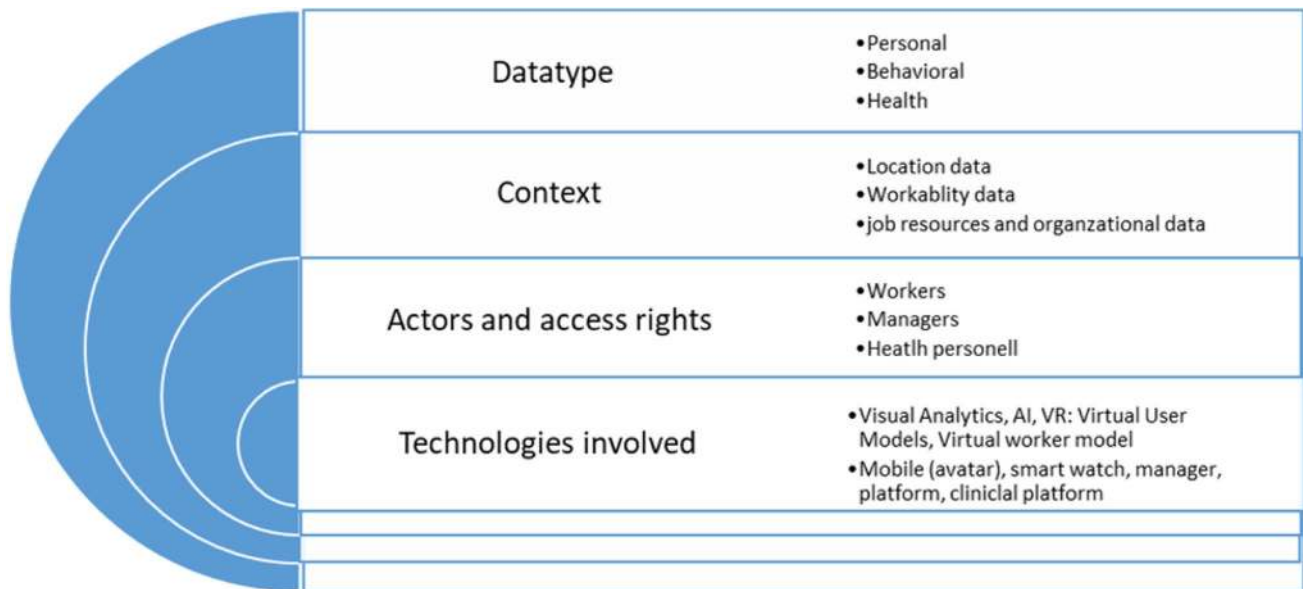 Datatype
•Personal
•Behavioral
•Health
Context
•Location data
•Workablity data
•job resources and organzational data
Actors and access rights
•Workers
•Managers
•Heatlh personell
Technologies involved
•Visual Analytics, AI, VR: Virtual User
Models, Virtual worker model
•Mobile (avatar), smart watch, manager,
platform, cliniclal platform